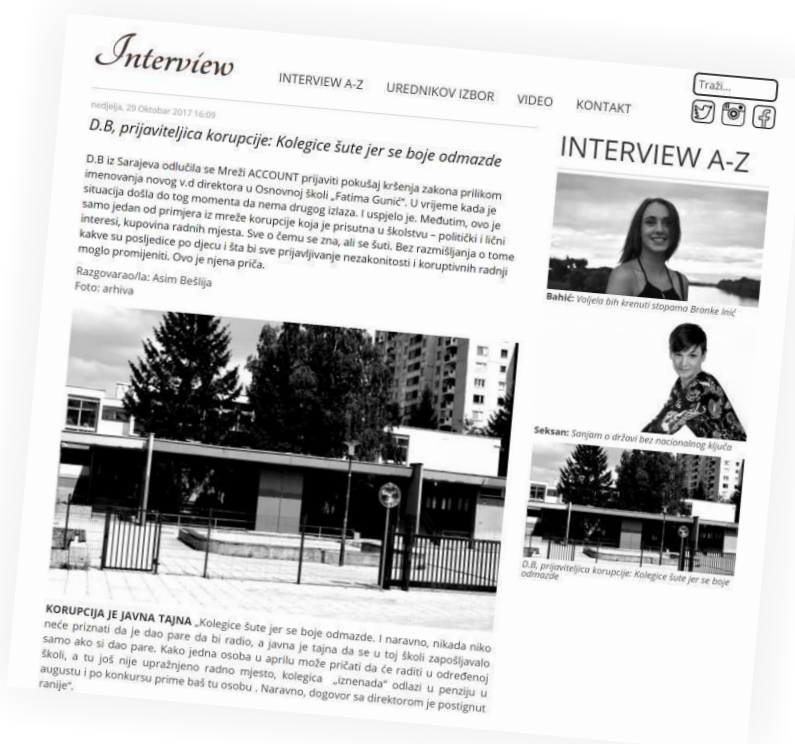 Interview
INTERVIEW A-Z
UREDNIKOV IZBOR
VIDEO
KONTAKT
Traži...
nedjelja, 29 Oktobar 2017 16:09
D.B, prijaviteljica korupcije: Kolegice šute jer se boje odmazde
D.B iz Sarajeva odlučila se Mreži ACCOUNT prijaviti pokušaj kršenja zakona prilikom
imenovanja novog v.d direktora u Osnovnoj školi „Fatima Gunić“. U vrijeme kada je
situacija došla do tog momenta da nema drugog izlaza. I uspjelo je. Međutim, ovo je
samo jedan od primjera iz mreže korupcije koja je prisutna u školstvu – politički i lični
interesi, kupovina radnih mjesta. Sve o čemu se zna, ali se šuti. Bez razmišljanja o tome
kakve su posljedice po djecu i šta bi sve prijavljivanje nezakonitosti i koruptivnih radnji
moglo promijeniti. Ovo je njena priča.
Razgovarao/la: Asim Bešlija
Foto: arhiva
KORUPCIJA JE JAVNA TAJNA „Kolegice šute jer se boje odmazde. I naravno, nikada niko
neće priznati da je dao pare da bi radio, a javna je tajna da se u toj školi zapošljavalo
samo ako si dao pare. Kako jedna osoba u aprilu može pričati da će raditi u određenoj
školi, a tu još nije upražnjeno radno mjesto, kolegica „iznenada“ odlazi u penziju u
augustu i po konkursu prime baš tu osobu . Naravno, dogovor sa direktorom je postignut
ranije“.
INTERVIEW A-Z
Bahić: Voljela bih krenuti stopama Branke Inić
Seksan: Sanjam o državi bez nacionalnog ključa
D.B, prijaviteljica korupcije: Kolegice šute jer se boje
odmazde